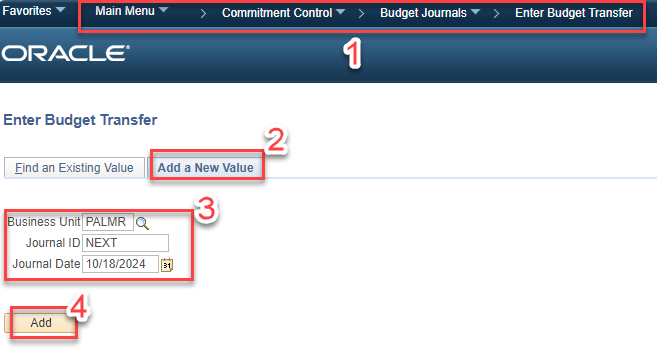 Favorites Main Menu > Commitment Control > Budget Journals > Enter Budget Transfer
1
ORACLE®
Enter Budget Transfer
2
Find an Existing Value Add a New Value
3
Business Unit PALMR
Journal ID NEXT
Journal Date 10/18/2024 31
4
Add